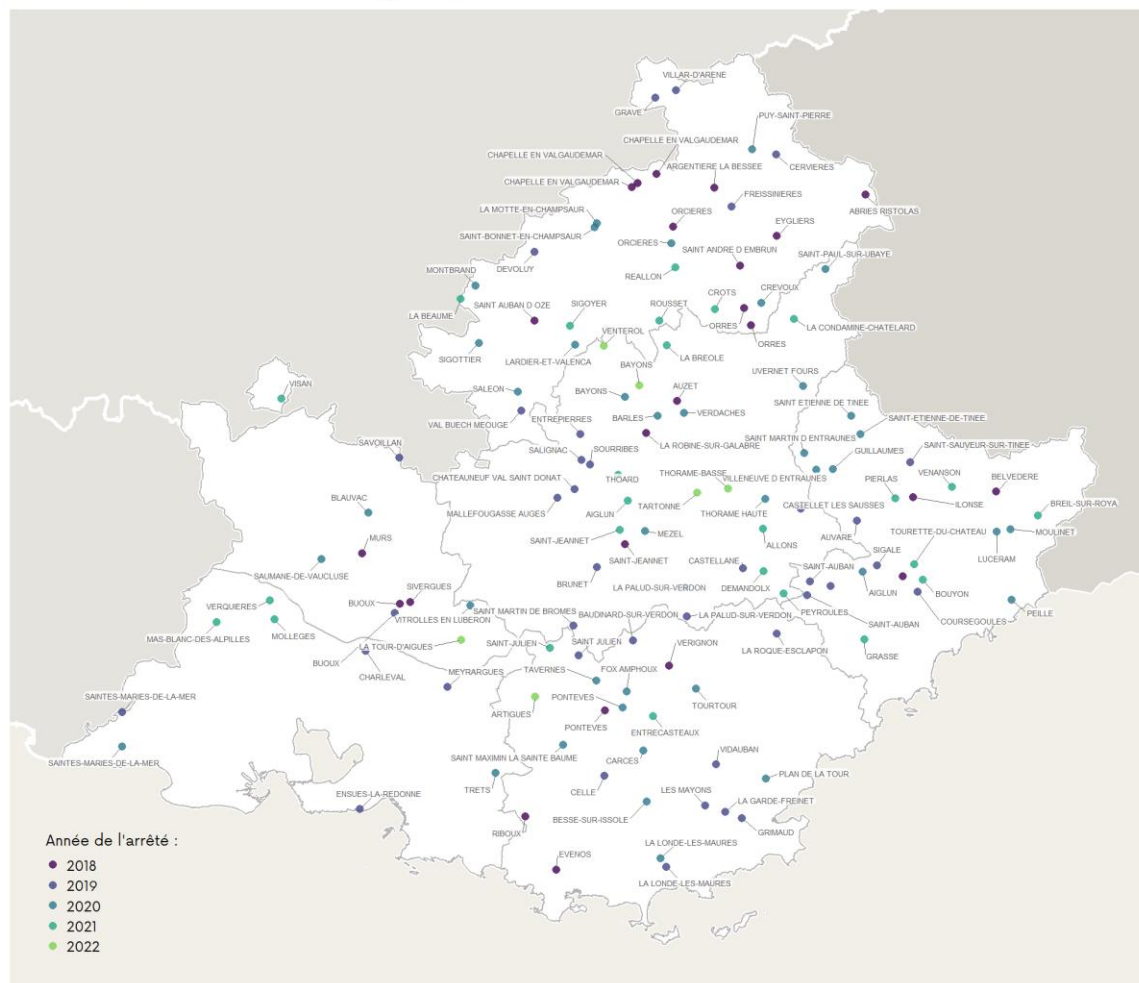 VILLAR-D'ARENE
GRAVE
PUY-SAINT-PIERRE
CHAPELLE EN VALGAUDEMAR
CHAPELLE EN VALGAUDEMAR
CERVIERES
ARGENTIERE LA BESSEE
CHAPELLE EN VALGAUDEMAR
FREISSINIERES
LA MOTTE-EN-CHAMPSAUR
ABRIES RISTOLAS
ORCIERES
EYGLIERS
SAINT-BONNET-EN-CHAMPSAUR
ORCIERES
SAINT ANDRE D EMBRUN
SAINT-PAUL-SUR-UBAYE
DEVOLUY
MONTBRAND
REALLON
CROTS
CREVOUX
SAINT AUBAN D OZE
SIGOYER
ROUSSET
LA BEAUME
VENTEROL
ORRES
LA CONDAMINE-CHATELARD
ORRES
SIGOTTIER
LARDIER-ET-VALENCA
LA BREOLE
BAYONS
UVERNET FOURS
VISAN
SALEON
BAYONS
AUZET
SAINT ETIENNE DE TINEE
BARLES
VERDACHES
SAINT-ETIENNE-DE-TINEE
VAL BUECH MEOUGE
ENTREPIERRES
SAINT MARTIN D ENTRAUNES
SAVOILLAN
LA ROBINE-SUR-GALABRE
SAINT-SAUVEUR-SUR-TINEE
SALIGNAC
SOURRIBES
GUILLAUMES
THORAME-BASSE
VENANSON
CHATEAUNEUF VAL SAINT DONAT
THOARD
VILLENEUVE D ENTRAUNES
PIERLAS
BELVEDERE
BLAUVAC
TARTONNE
CASTELLET LES SAUSSES
ILONSE
BREIL-SUR-ROYA
MALLEFOUGASSE AUGES
AIGLUN
THORAME HAUTE
TOURETTE-DU-CHATEAU
MOULINET
MURS
SAINT-JEANNET
MEZEL
ALLONS
AUVARE
LUCERAM
SIGALE
SAINT-JEANNET
CASTELLANE
SAINT-AUBAN
SAUMANE-DE-VAUCLUSE
BRUNET
LA PALUD-SUR-VERDON
DEMANDOLX
AIGLUN
BOUYON
SIVERGUES
VERQUIERES
BUOUX
SAINT MARTIN DE BROMES
BAUDINARD-SUR-VERDON
LA PALUD-SUR-VERDON
PEYROULES
PEILLE
VITROLLES EN LUBERON
SAINT-AUBAN
COURSEGOULES
MAS-BLANC-DES-ALPILLES
MOLLEGES
LA TOUR-D'AIGUES
SAINT-JULIEN
SAINT JULIEN
VERIGNON
LA ROQUE-ESCLAPON
GRASSE
BUOUX
CHARLEVAL
MEYRARGUES
TAVERNES
FOX AMPHOUX
SAINTES-MARIES-DE-LA-MER
PONTEVES
TOURTOUR
ARTIGUES
PONTEVES
ENTRECASTEAUX
SAINTES-MARIES-DE-LA-MER
SAINT MAXIMIN LA SAINTE BAUME
CARCES
VIDAUBAN
PLAN DE LA TOUR
TRETS
CELLE
ENSUES-LA-REDONNE
LES MAYONS
LA GARDE-FREINET
BESSE-SUR-ISSOLE
RIBOUX
GRIMAUD
LA LONDE-LES-MAURES
EVENOS
LA LONDE-LES-MAURES
Année de l'arrêté :
2018
2019
2020
2021
2022